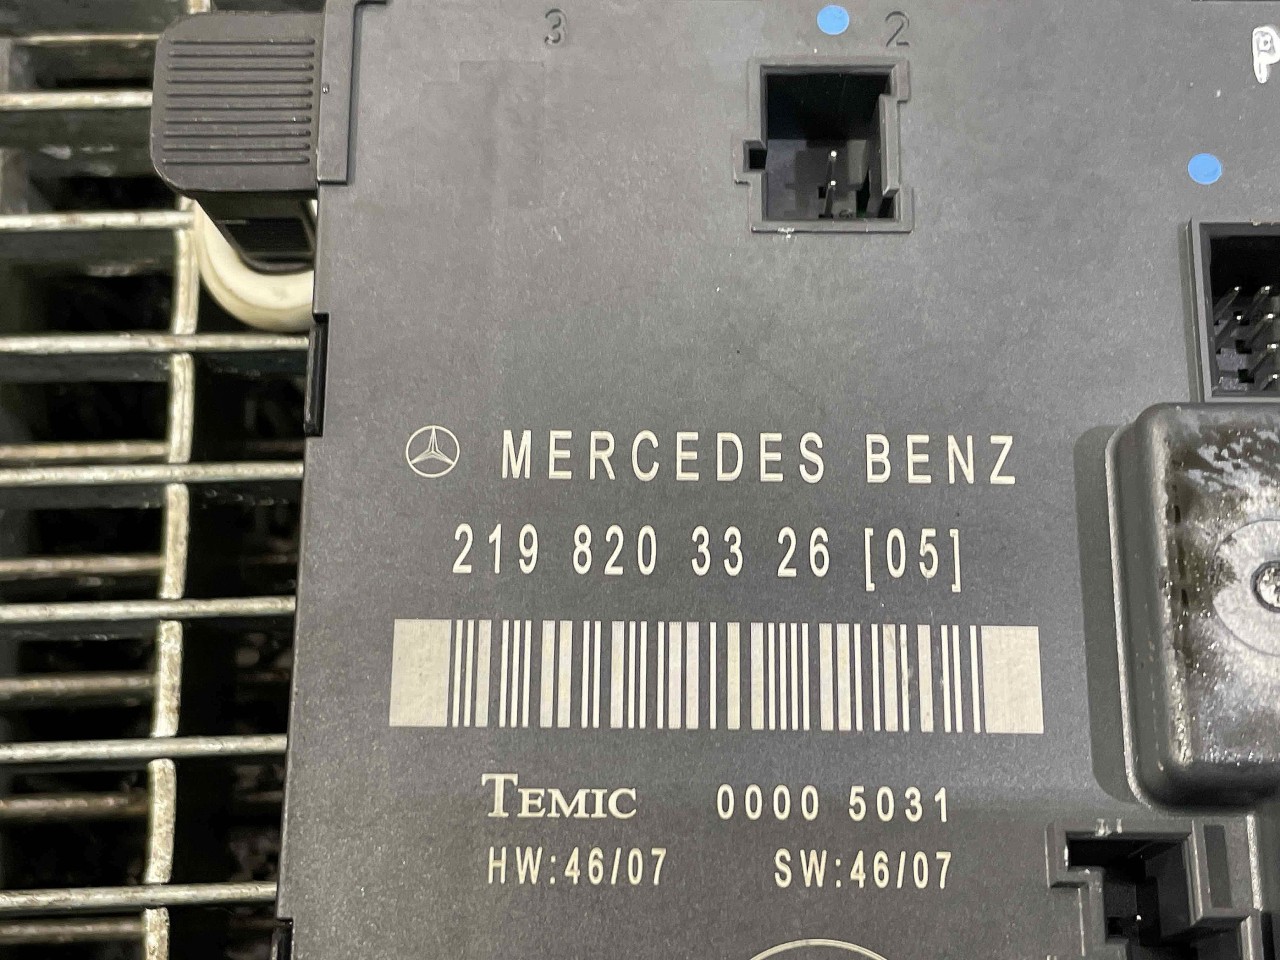 3 2
P
MERCEDES BENZ
219 820 33 26 [05]
TEMIC 0000 5031
HW:46/07 SW:46/07